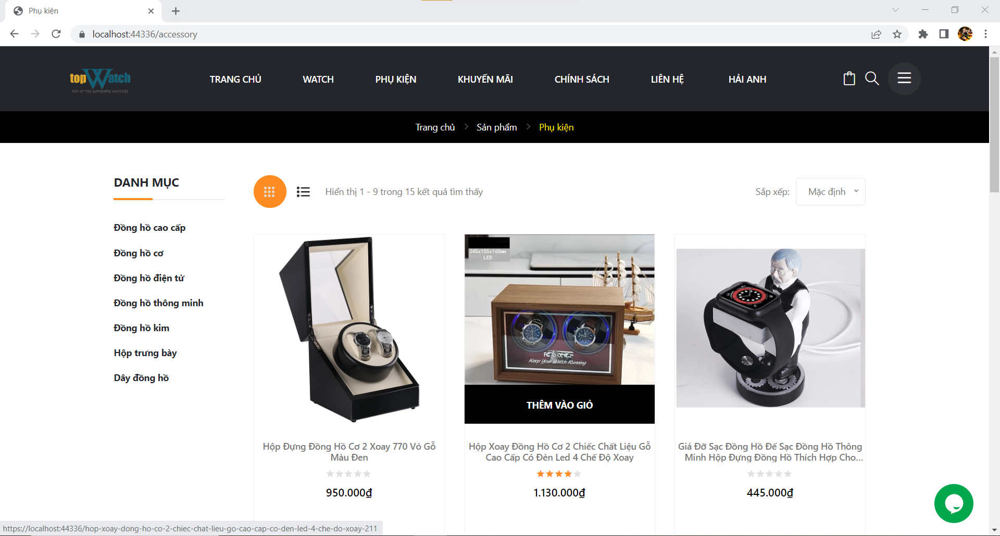 Phụ kiện
localhost:44336/accessory
topWatch
TOP OF THE AUTHENTIC WATCHES
TRANG CHỦ
WATCH
PHỤ KIỆN
KHUYẾN MÃI
CHÍNH SÁCH
LIÊN HỆ
HẢI ANH
Trang chủ
Sản phẩm
Phụ kiện
DANH MỤC
Đồng hồ cao cấp
Đồng hồ cơ
Đồng hồ điện tử
Đồng hồ thông minh
Đồng hồ kim
Hộp trưng bày
Dây đồng hồ
Hiển thị 1 - 9 trong 15 kết quả tìm thấy
Sắp xếp:
Mặc định
Hộp Đựng Đồng Hồ Cơ 2 Xoay 770 Vỏ Gỗ
Màu Đen
950.000₫
245x155x160mm
LED
Keep Your Watch Running
THÊM VÀO GIỎ
Hộp Xoay Đồng Hồ Cơ 2 Chiếc Chất Liệu Gỗ
Cao Cấp Có Đèn Led 4 Chế Độ Xoay
1.130.000₫
Giá Đỡ Sạc Đồng Hồ Đế Sạc Đồng Hồ Thông
Minh Hộp Đựng Đồng Hồ Thích Hợp Cho...
445.000₫
https://localhost:44336/hop-xoay-dong-ho-co-2-chiec-chat-lieu-go-cao-cap-co-den-led-4-che-do-xoay-211